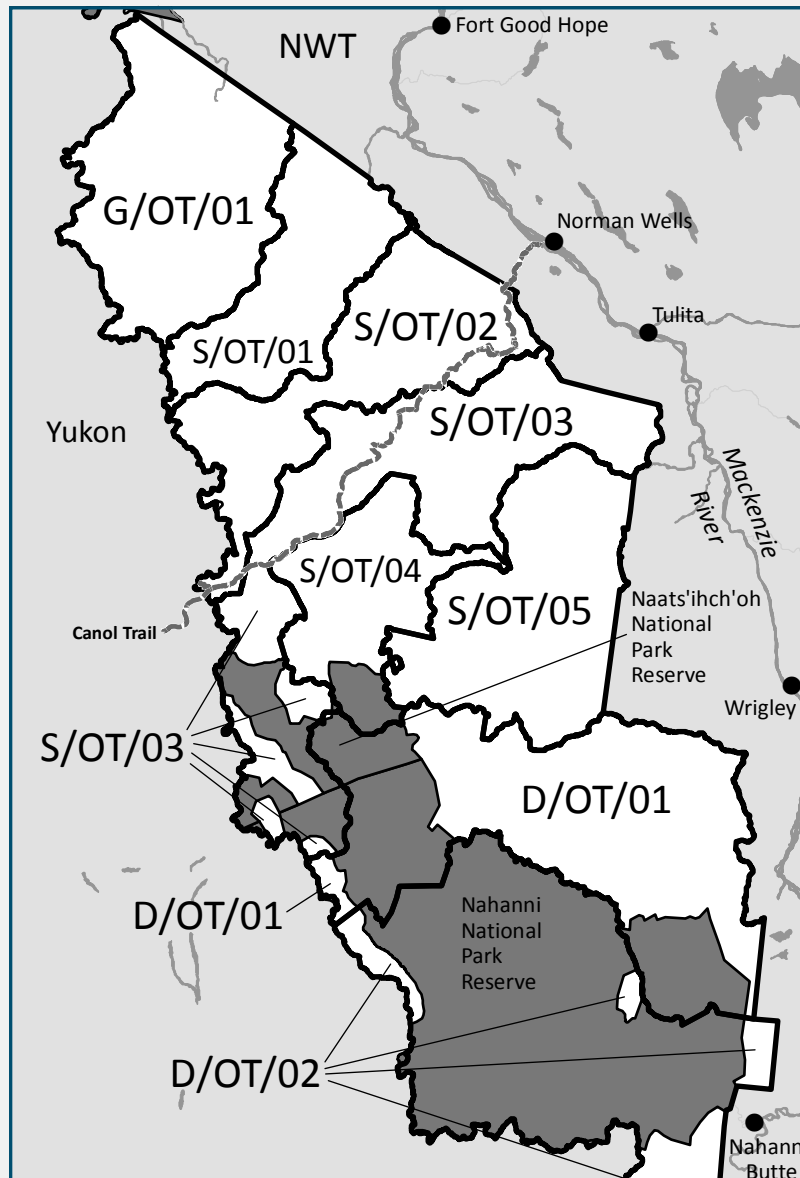 Fort Good Hope
NWT
G/OT/01
Norman Wells
Tulita
S/OT/02
S/OT/01
Yukon
S/OT/03
Mackenzie
River
S/OT/04
Canol Trail
S/OT/05
Naats'ihch'oh
National
Park
Reserve
Wrigley
S/OT/03
D/OT/01
D/OT/01
Nahanni
National
Park
Reserve
D/OT/02
Nahann
Butte